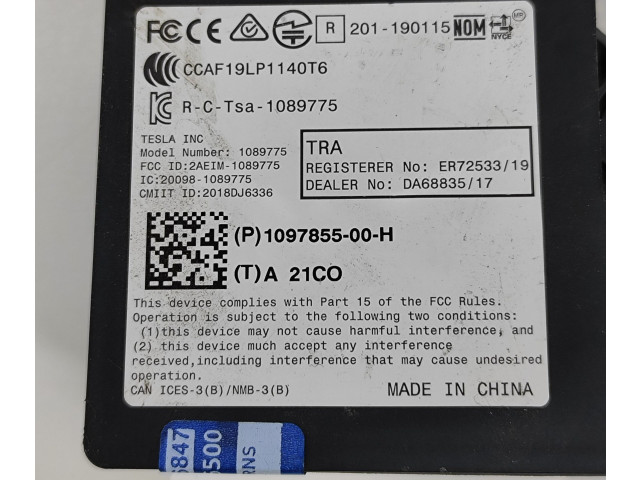 FC CE R 201-190115 NOM NYCE
CCAF19LP1140T6
R-C-Tsa-1089775
TESLA INC
Model Number: 1089775
FCC ID:2AEIM-1089775
IC:20098-1089775
CMIIT ID:2018DJ6336
TRA
REGISTERER No: ER72533/19
DEALER No: DA68835/17
(P)1097855-00-H
(T)A 21CO
This device complies with Part 15 of the FCC Rules.
Operation is subject to the following two conditions:
(1)this device may not cause harmful interference, and
(2) this device much accept any interference
received,including interference that may cause undesired
operation.
CAN ICES-3(B)/NMB-3(B)
MADE IN CHINA
6847
6500
RNS